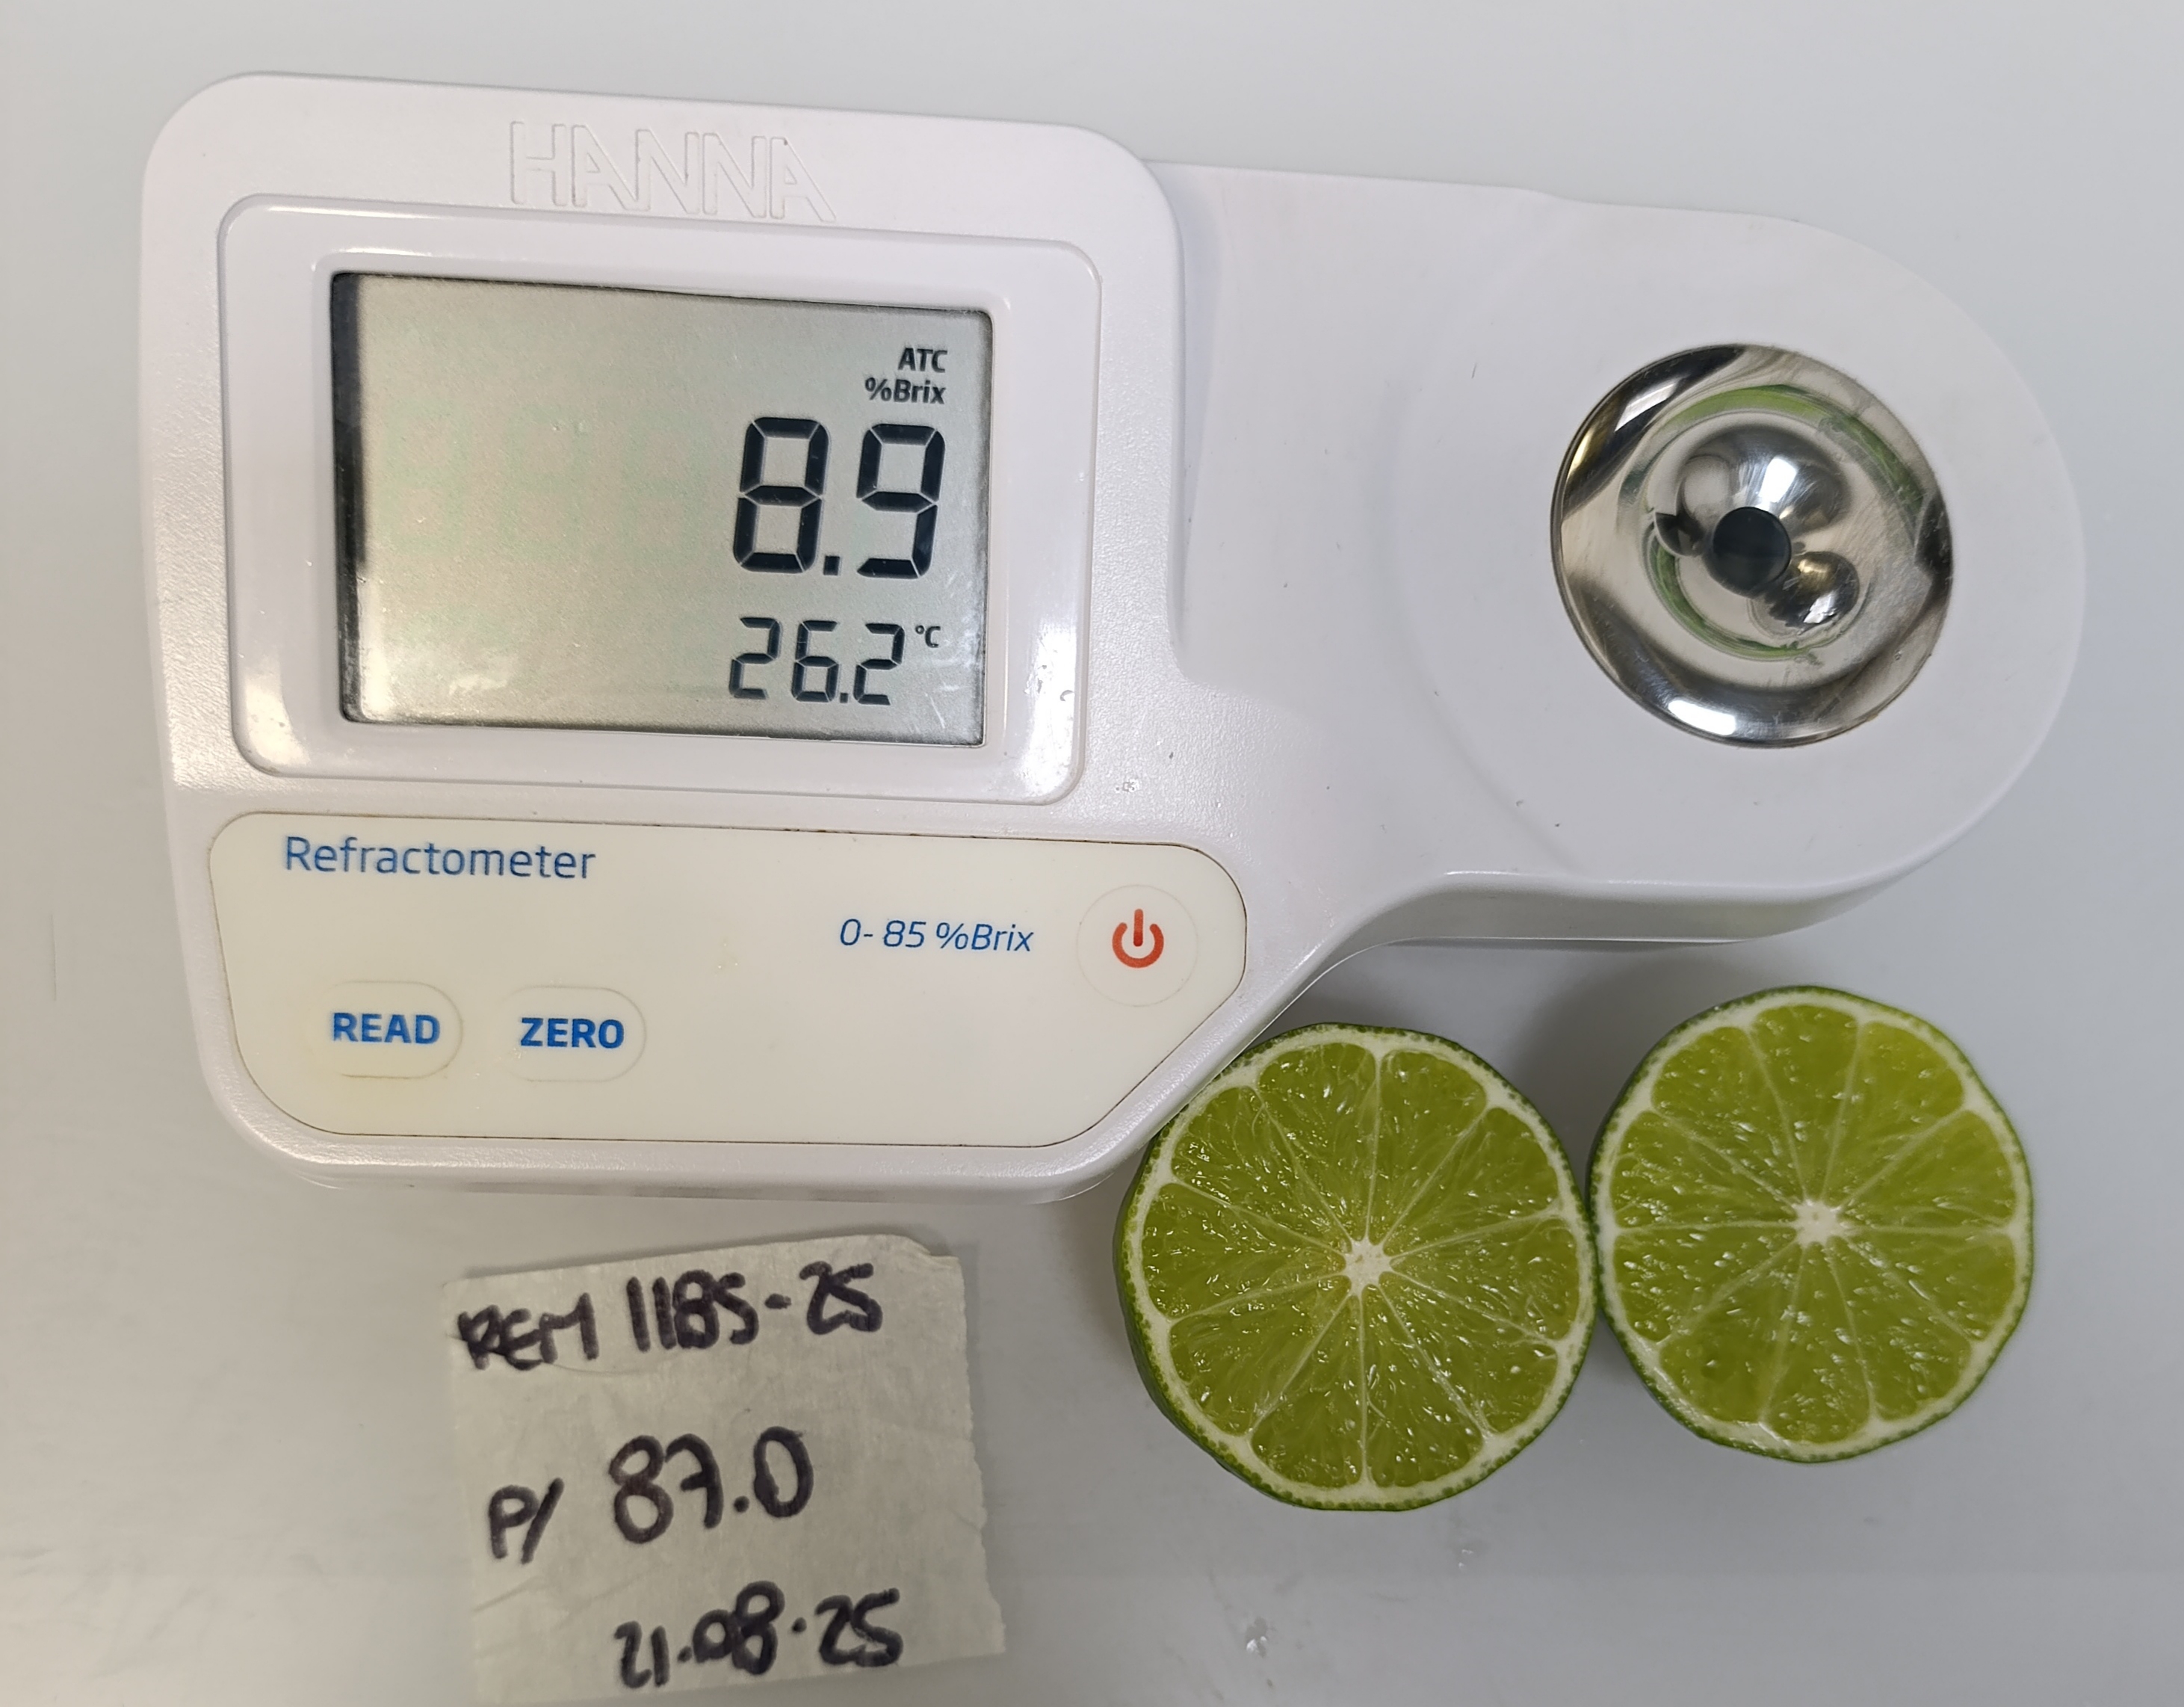 HANNA
ATC
%Brix
8.9
26.2 °C
Refractometer
0-85 %Brix
READ ZERO
REM 1185-25
P/ 87.0
21.08.25